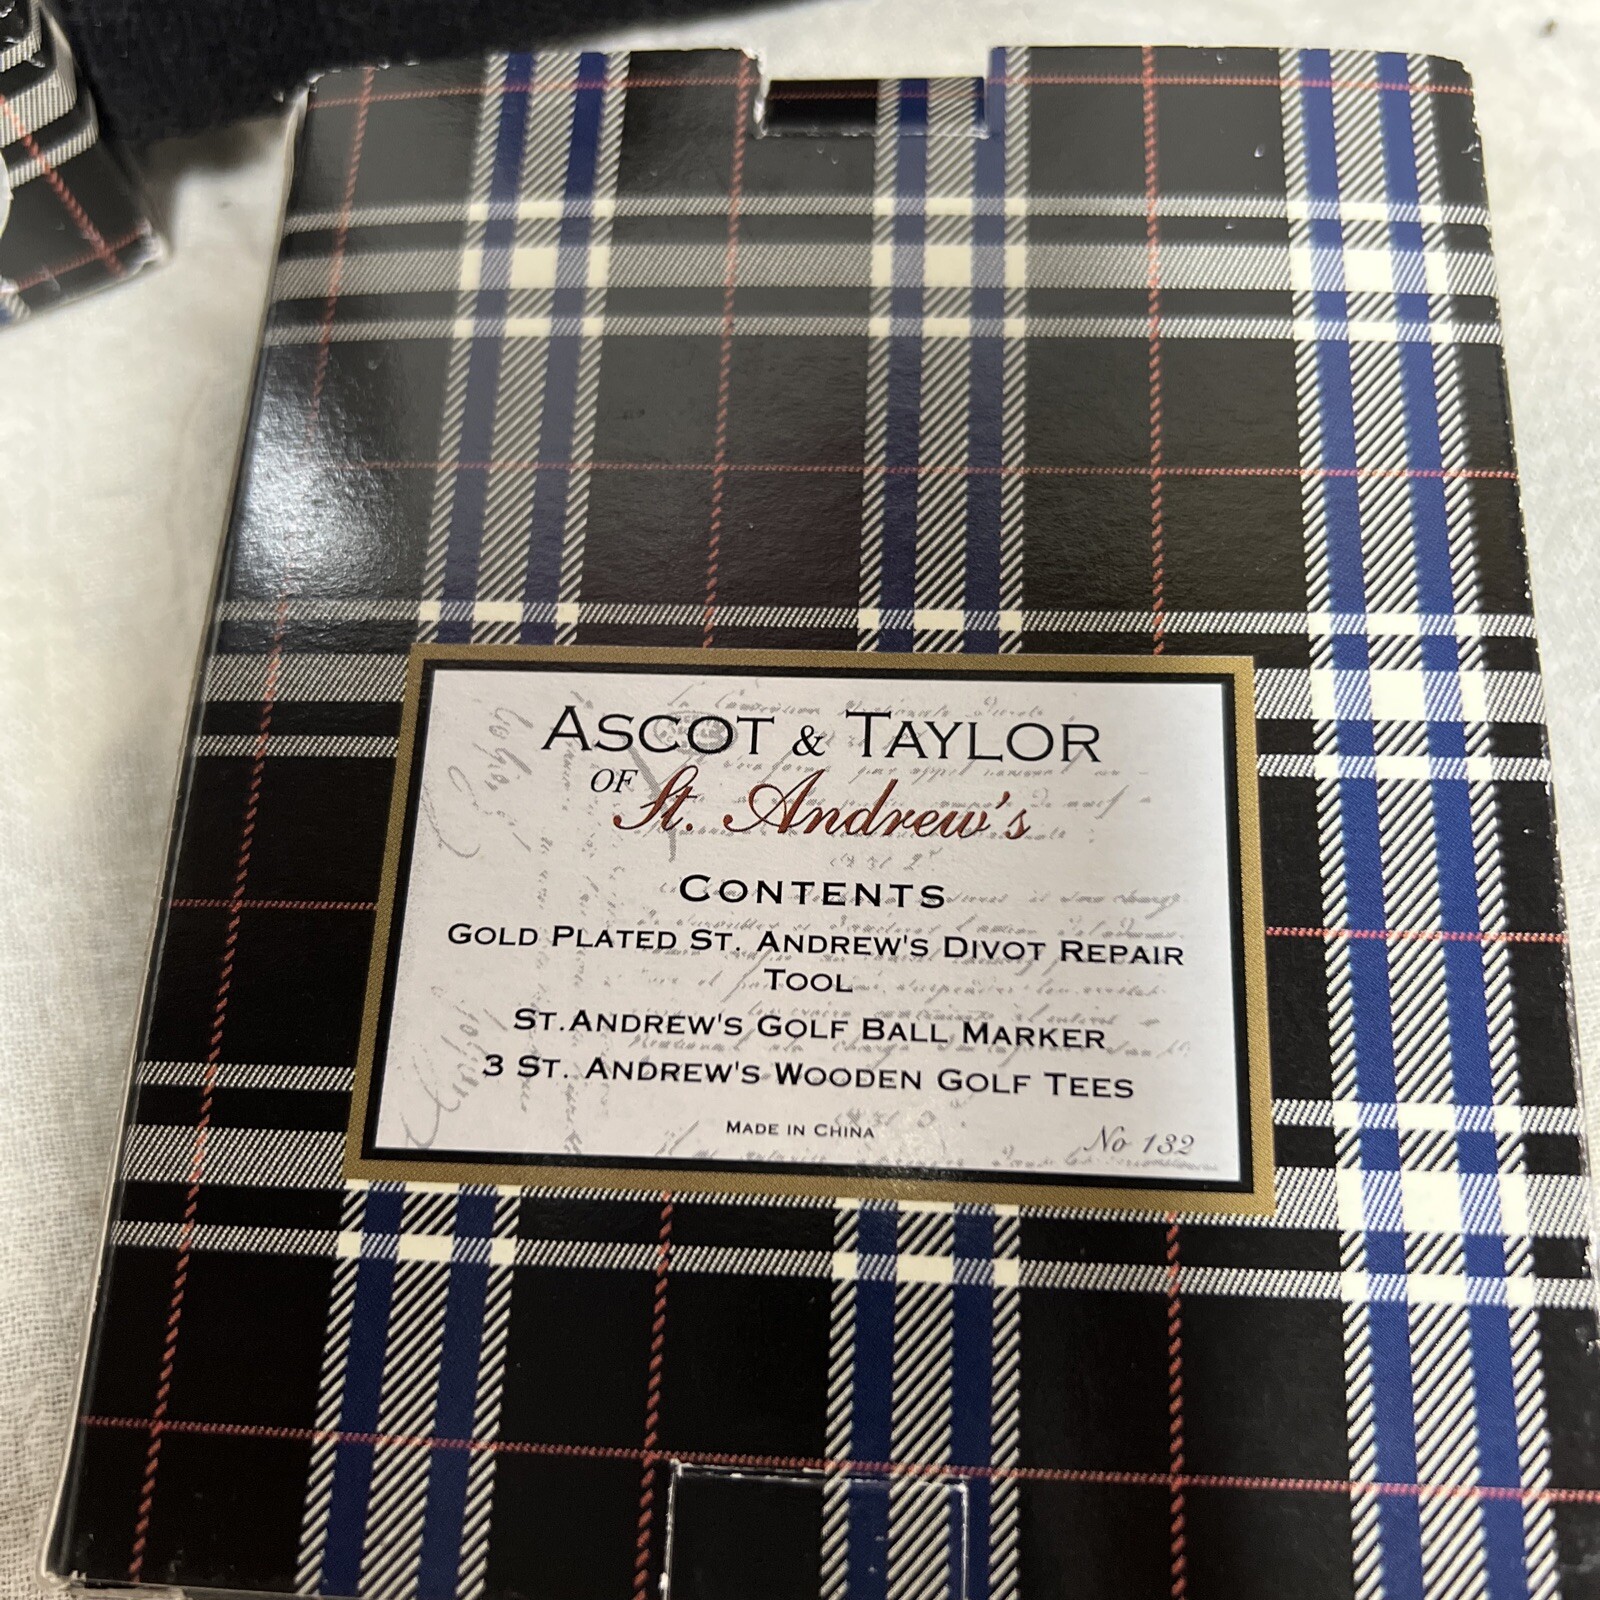 ASCOT & TAYLOR
OF St. Andrew's
CONTENTS
GOLD PLATED ST. ANDREW'S DIVOT REPAIR
TOOL
ST.ANDREW'S GOLF BALL MARKER
3 ST. ANDREW'S WOODEN GOLF TEES
MADE IN CHINA
No 132